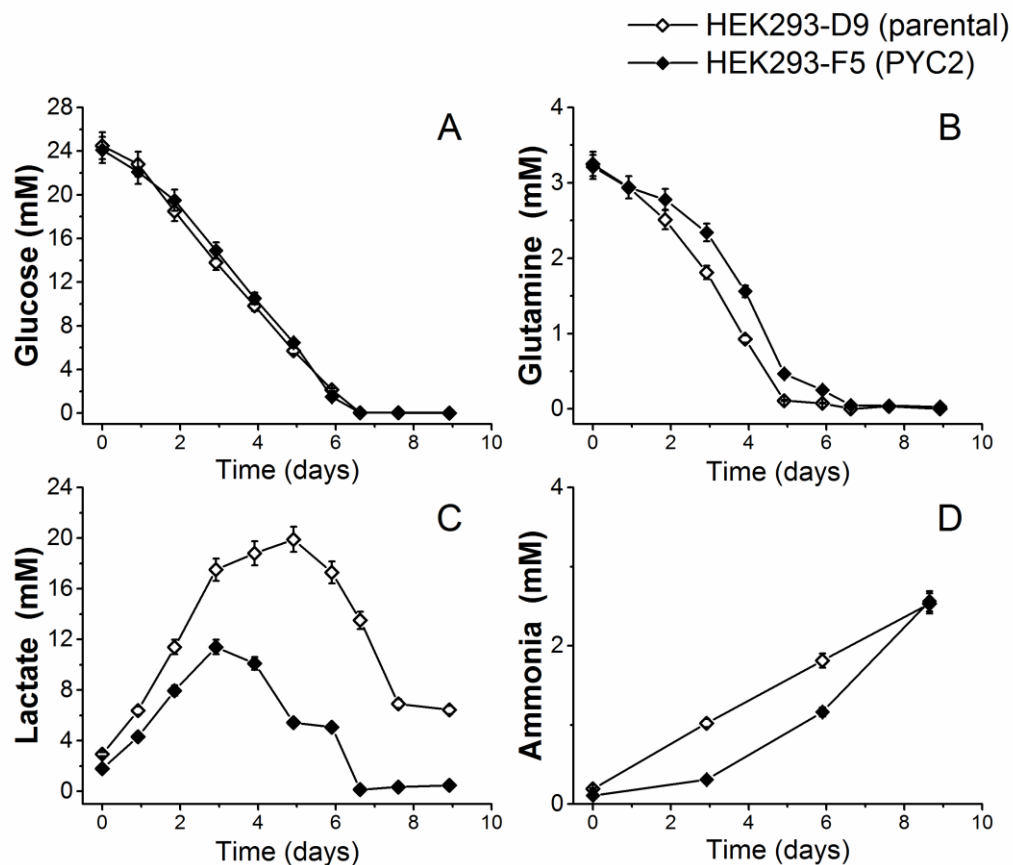 HEK293-D9 (parental)
HEK293-F5 (PYC2)
A
Glucose (mM)
28
24
20
16
12
8
4
0
0 2 4 6 8 10
Time (days)
B
Glutamine (mM)
4
3
2
1
0
0 2 4 6 8 10
Time (days)
C
Lactate (mM)
24
20
16
12
8
4
0
0 2 4 6 8 10
Time (days)
D
Ammonia (mM)
4
2
0
0 2 4 6 8 10
Time (days)